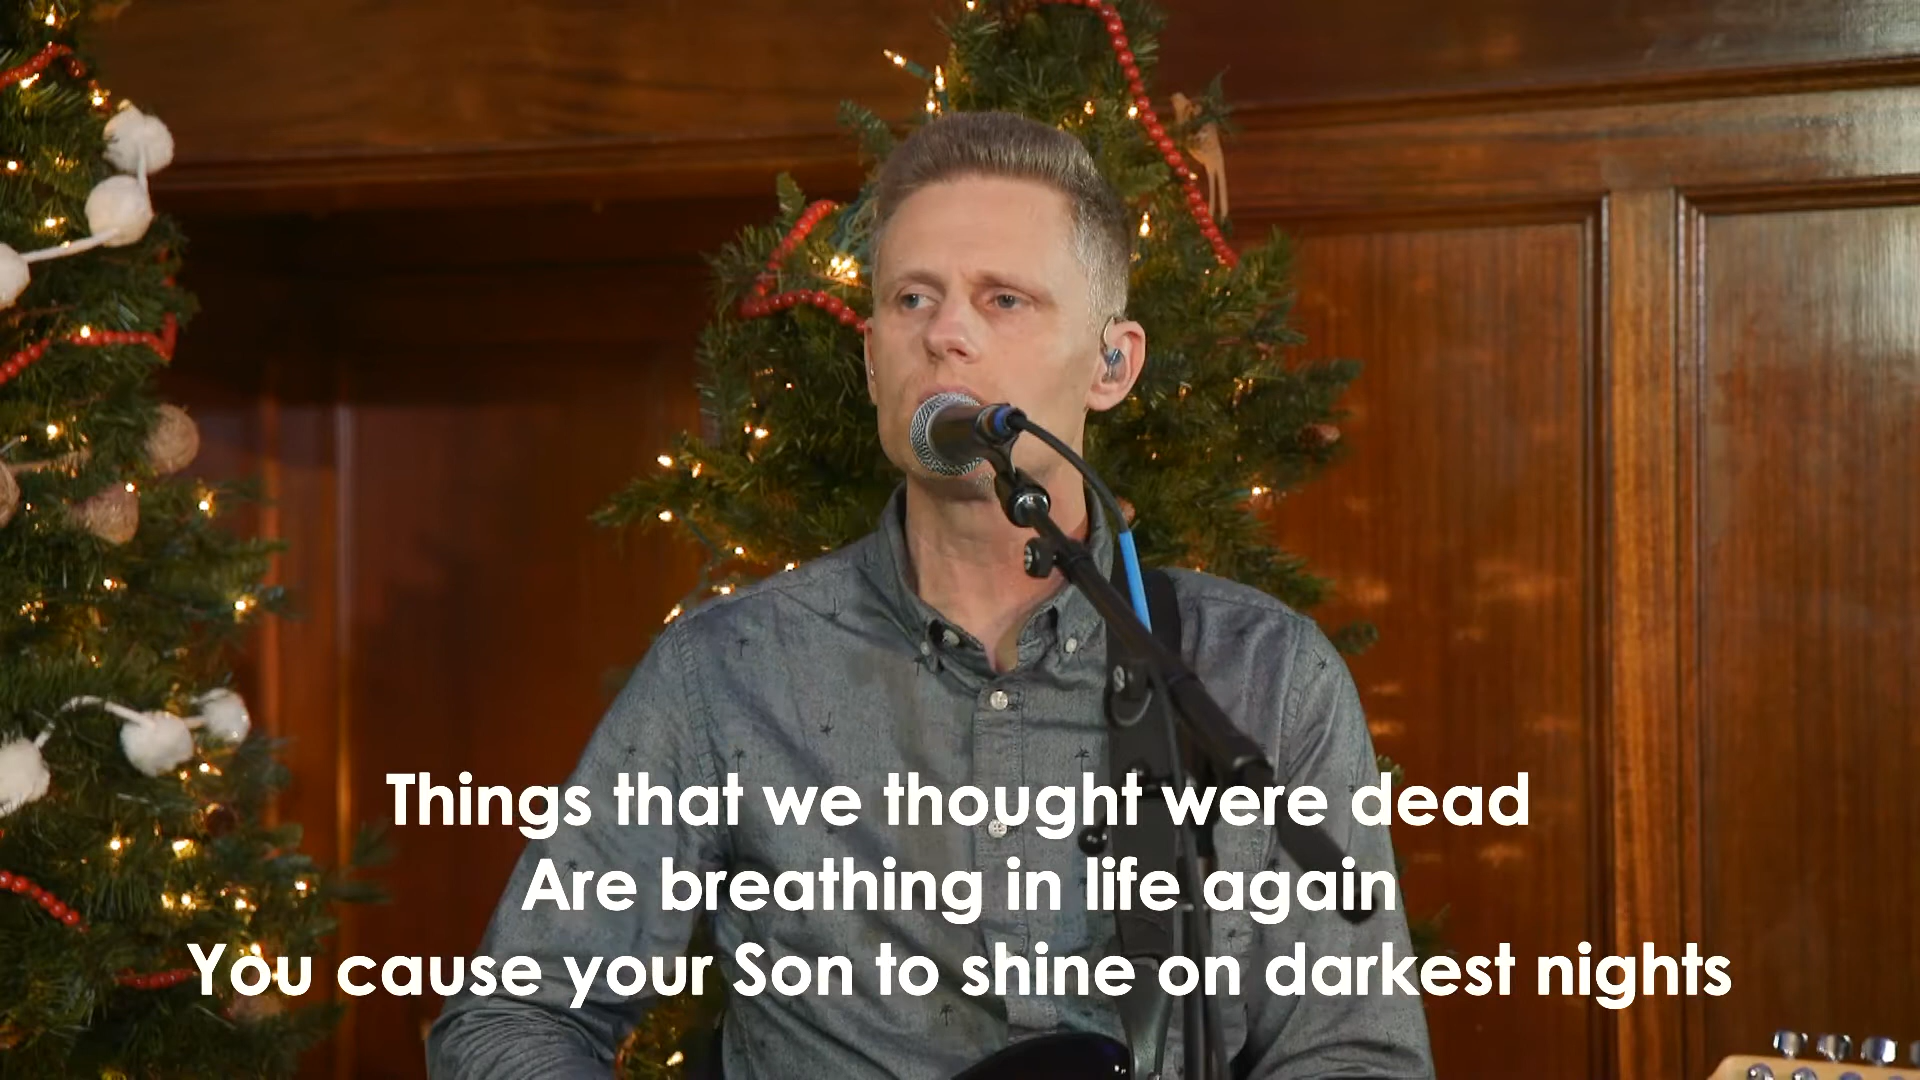 Things that we thought were dead
Are breathing in life again
You cause your Son to shine on darkest nights